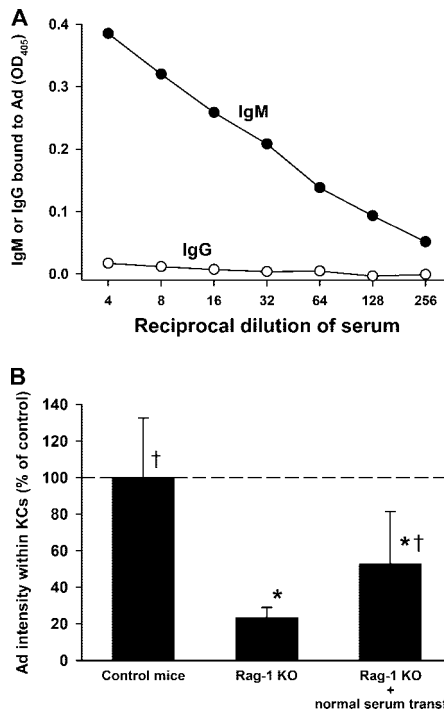 A
IgM or IgG bound to Ad (OD405)
0.4
0.3
0.2
0.1
0.0
IgM
IgG
4 8 16 32 64 128 256
Reciprocal dilution of serum
B
Ad intensity within KCs (% of control)
140
120
100
80
60
40
20
0
†
*
*†
Control mice
Rag-1 KO
Rag-1 KO
+
normal serum